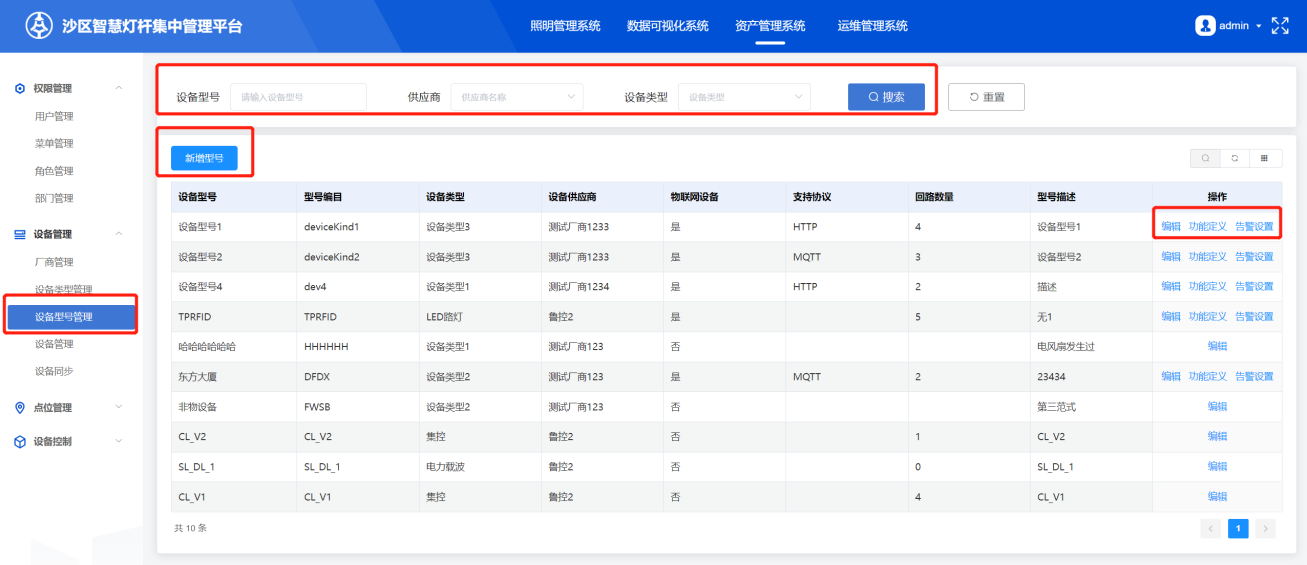 沙区智慧灯杆集中管理平台
照明管理系统 数据可视化系统 资产管理系统 运维管理系统
admin
权限管理
用户管理
菜单管理
角色管理
部门管理
设备管理
厂商管理
设备类型管理
设备型号管理
设备管理
设备同步
点位管理
设备控制
设备型号 请输入设备型号 供应商 供应商名称 设备类型 设备类型 搜索 重置
新增型号
设备型号 型号编目 设备类型 设备供应商 物联网设备 支持协议 回路数量 型号描述 操作
设备型号1 deviceKind1 设备类型3 测试厂商1233 是 HTTP 4 设备型号1 编辑 功能定义 告警设置
设备型号2 deviceKind2 设备类型3 测试厂商1233 是 MQTT 3 设备型号2 编辑 功能定义 告警设置
设备型号4 dev4 设备类型1 测试厂商1234 是 HTTP 2 描述 编辑 功能定义 告警设置
TPRFID TPRFID LED路灯 鲁控2 是 5 无1 编辑 功能定义 告警设置
哈哈哈哈哈哈 HHHHHH 设备类型1 测试厂商123 否 电风扇发生过 编辑
东方大厦 DFDX 设备类型2 测试厂商123 是 MQTT 2 23434 编辑 功能定义 告警设置
非物设备 FWSB 设备类型2 测试厂商123 否 第三范式 编辑
CL_V2 CL_V2 集控 鲁控2 否 1 CL_V2 编辑
SL_DL_1 SL_DL_1 电力载波 鲁控2 否 0 SL_DL_1 编辑
CL_V1 CL_V1 集控 鲁控2 否 4 CL_V1 编辑
共 10 条
1